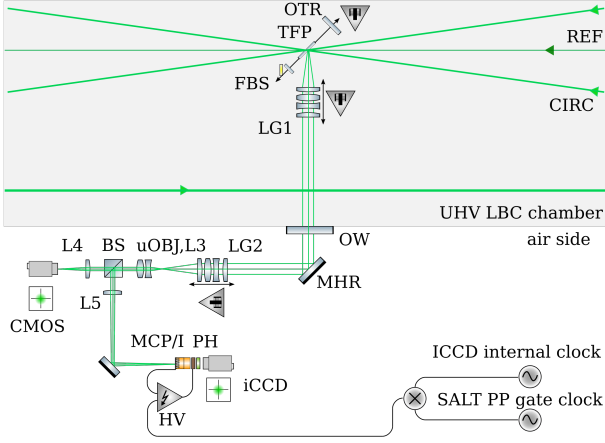 OTR
TFP
REF
FBS
CIRC
LG1
UHV LBC chamber
OW
air side
L4
BS
uOBJ,L3
LG2
MHR
L5
CMOS
MCP/I
PH
iCCD
HV
ICCD internal clock
SALT PP gate clock